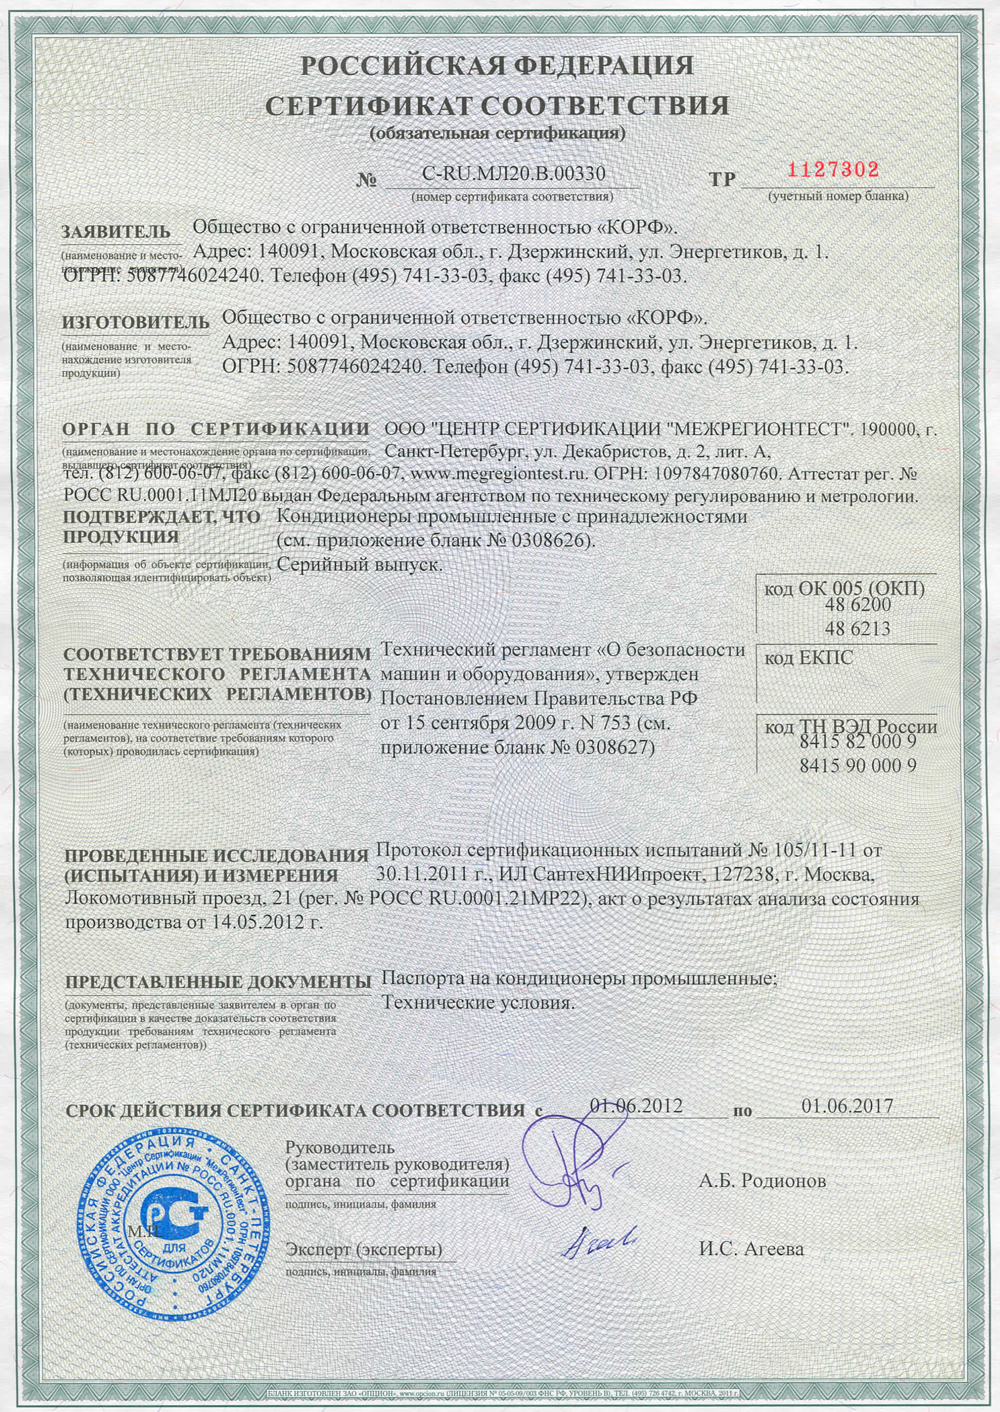 РОССИЙСКАЯ ФЕДЕРАЦИЯ
СЕРТИФИКАТ СООТВЕТСТВИЯ
(обязательная сертификация)
№ C-RU.МЛ20.В.00330 ТР 1127302
(номер сертификата соответствия) (учетный номер бланка)
ЗАЯВИТЕЛЬ Общество с ограниченной ответственностью «КОРФ».
(наименование и место- Адрес: 140091, Московская обл., г. Дзержинский, ул. Энергетиков, д. 1.
нахождение заявителя)
ОГРН: 5087746024240. Телефон (495) 741-33-03, факс (495) 741-33-03.
ИЗГОТОВИТЕЛЬ Общество с ограниченной ответственностью «КОРФ».
(наименование и место- Адрес: 140091, Московская обл., г. Дзержинский, ул. Энергетиков, д. 1.
нахождение изготовителя ОГРН: 5087746024240. Телефон (495) 741-33-03, факс (495) 741-33-03.
продукции)
ОРГАН ПО СЕРТИФИКАЦИИ ООО "ЦЕНТР СЕРТИФИКАЦИИ "МЕЖРЕГИОНТЕСТ". 190000, г.
(наименование и местонахождение органа по сертификации, Санкт-Петербург, ул. Декабристов, д. 2, лит. А,
выдавшего сертификат соответствия)
тел. (812) 600-06-07, факс (812) 600-06-07, www.megregiontest.ru. ОГРН: 1097847080760. Аттестат рег. №
РОСС RU.0001.11МЛ20 выдан Федеральным агентством по техническому регулированию и метрологии.
ПОДТВЕРЖДАЕТ, ЧТО Кондиционеры промышленные с принадлежностями
ПРОДУКЦИЯ (см. приложение бланк № 0308626).
(информация об объекте сертификации, Серийный выпуск.
позволяющая идентифицировать объект)
код ОК 005 (ОКП)
48 6200
48 6213
СООТВЕТСТВУЕТ ТРЕБОВАНИЯМ Технический регламент «О безопасности
ТЕХНИЧЕСКОГО РЕГЛАМЕНТА машин и оборудования», утвержден
(ТЕХНИЧЕСКИХ РЕГЛАМЕНТОВ) Постановлением Правительства РФ
(наименование технического регламента (технических от 15 сентября 2009 г. N 753 (см.
регламентов), на соответствие требованиям которого приложение бланк № 0308627)
(которых) проводилась сертификация)
код ЕКПС
код ТН ВЭД России
8415 82 000 9
8415 90 000 9
ПРОВЕДЕННЫЕ ИССЛЕДОВАНИЯ Протокол сертификационных испытаний № 105/11-11 от
(ИСПЫТАНИЯ) И ИЗМЕРЕНИЯ 30.11.2011 г., ИЛ СантехНИИпроект, 127238, г. Москва,
Локомотивный проезд, 21 (рег. № РОСС RU.0001.21МР22), акт о результатах анализа состояния
производства от 14.05.2012 г.
ПРЕДСТАВЛЕННЫЕ ДОКУМЕНТЫ Паспорта на кондиционеры промышленные;
(документы, представленные заявителем в орган по Технические условия.
сертификации в качестве доказательств соответствия
продукции требованиям технического регламента
(технических регламентов))
СРОК ДЕЙСТВИЯ СЕРТИФИКАТА СООТВЕТСТВИЯ с 01.06.2012 по 01.06.2017
Руководитель
(заместитель руководителя)
органа по сертификации А.Б. Родионов
подпись, инициалы, фамилия
М.П.
Эксперт (эксперты) И.С. Агеева
подпись, инициалы, фамилия
РОССИЙСКАЯ ФЕДЕРАЦИЯ • САНКТ-ПЕТЕРБУРГ
ОРГАН ПО СЕРТИФИКАЦИИ ООО "Центр Сертификации "МежРегионТест" ОГРН 1097847080760
АТТЕСТАТ АККРЕДИТАЦИИ № РОСС RU.0001.11МЛ20
ДЛЯ
СЕРТИФИКАТОВ
БЛАНК ИЗГОТОВЛЕН ЗАО «ОПЦИОН», www.opcion.ru (ЛИЦЕНЗИЯ № 05-05-09/003 ФНС РФ, УРОВЕНЬ В), ТЕЛ. (495) 726 4742, г. МОСКВА, 2011 г.